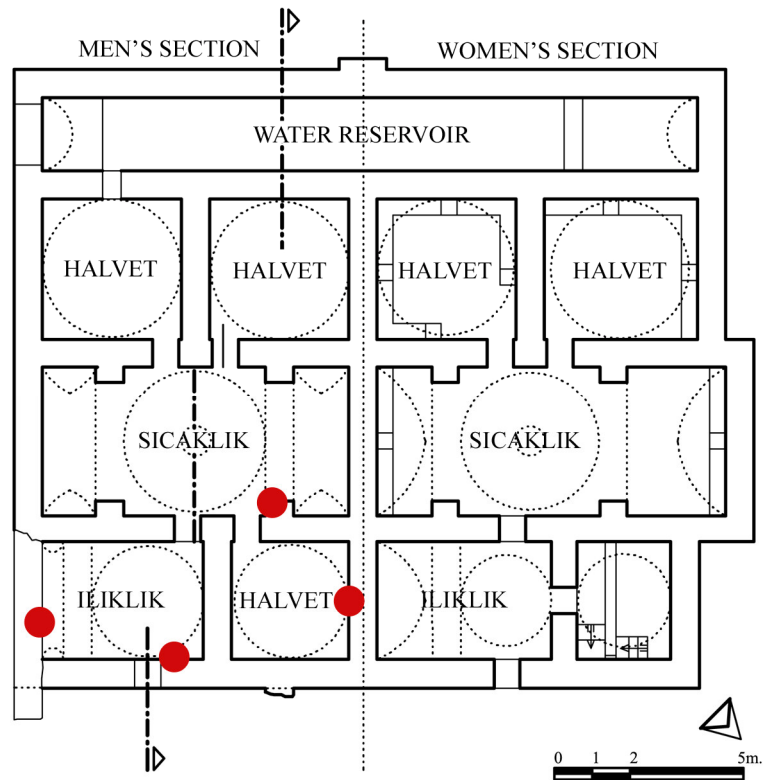 MEN'S SECTION
WOMEN'S SECTION
WATER RESERVOIR
HALVET
HALVET
HALVET
HALVET
SICAKLIK
SICAKLIK
ILIKLIK
HALVET
ILIKLIK
0 1 2 5m.